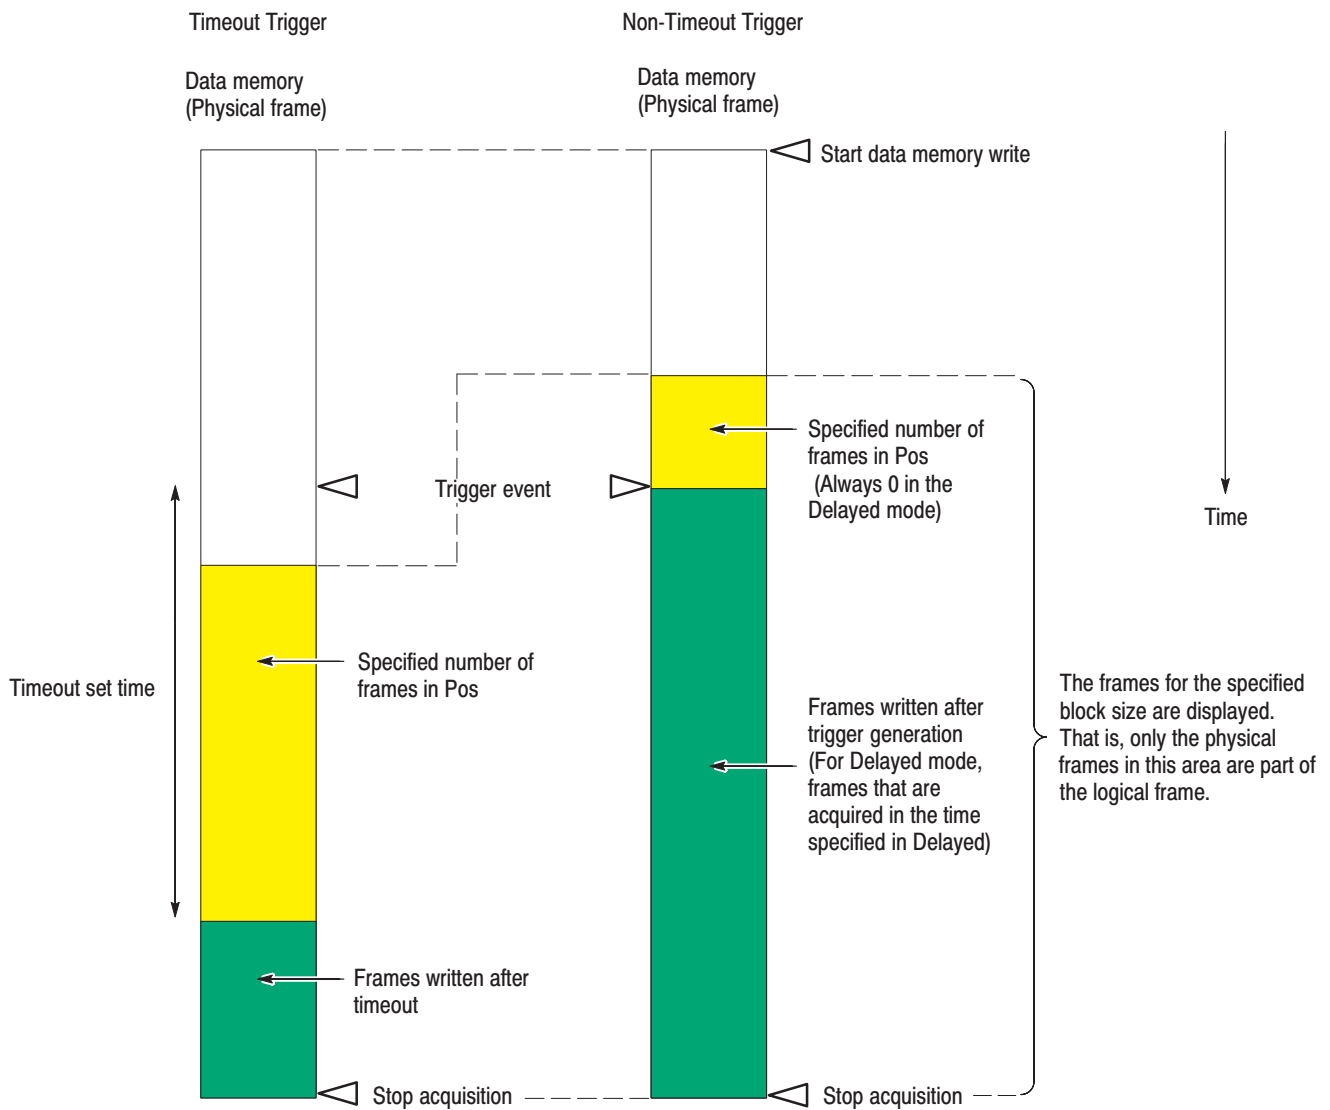 Timeout Trigger
Non-Timeout Trigger
Data memory
(Physical frame)
Data memory
(Physical frame)
Start data memory write
Specified number of
frames in Pos
(Always 0 in the
Delayed mode)
Trigger event
Time
Specified number of
frames in Pos
Timeout set time
Frames written after
trigger generation
(For Delayed mode,
frames that are
acquired in the time
specified in Delayed)
The frames for the specified
block size are displayed.
That is, only the physical
frames in this area are part of
the logical frame.
Frames written after
timeout
Stop acquisition
Stop acquisition